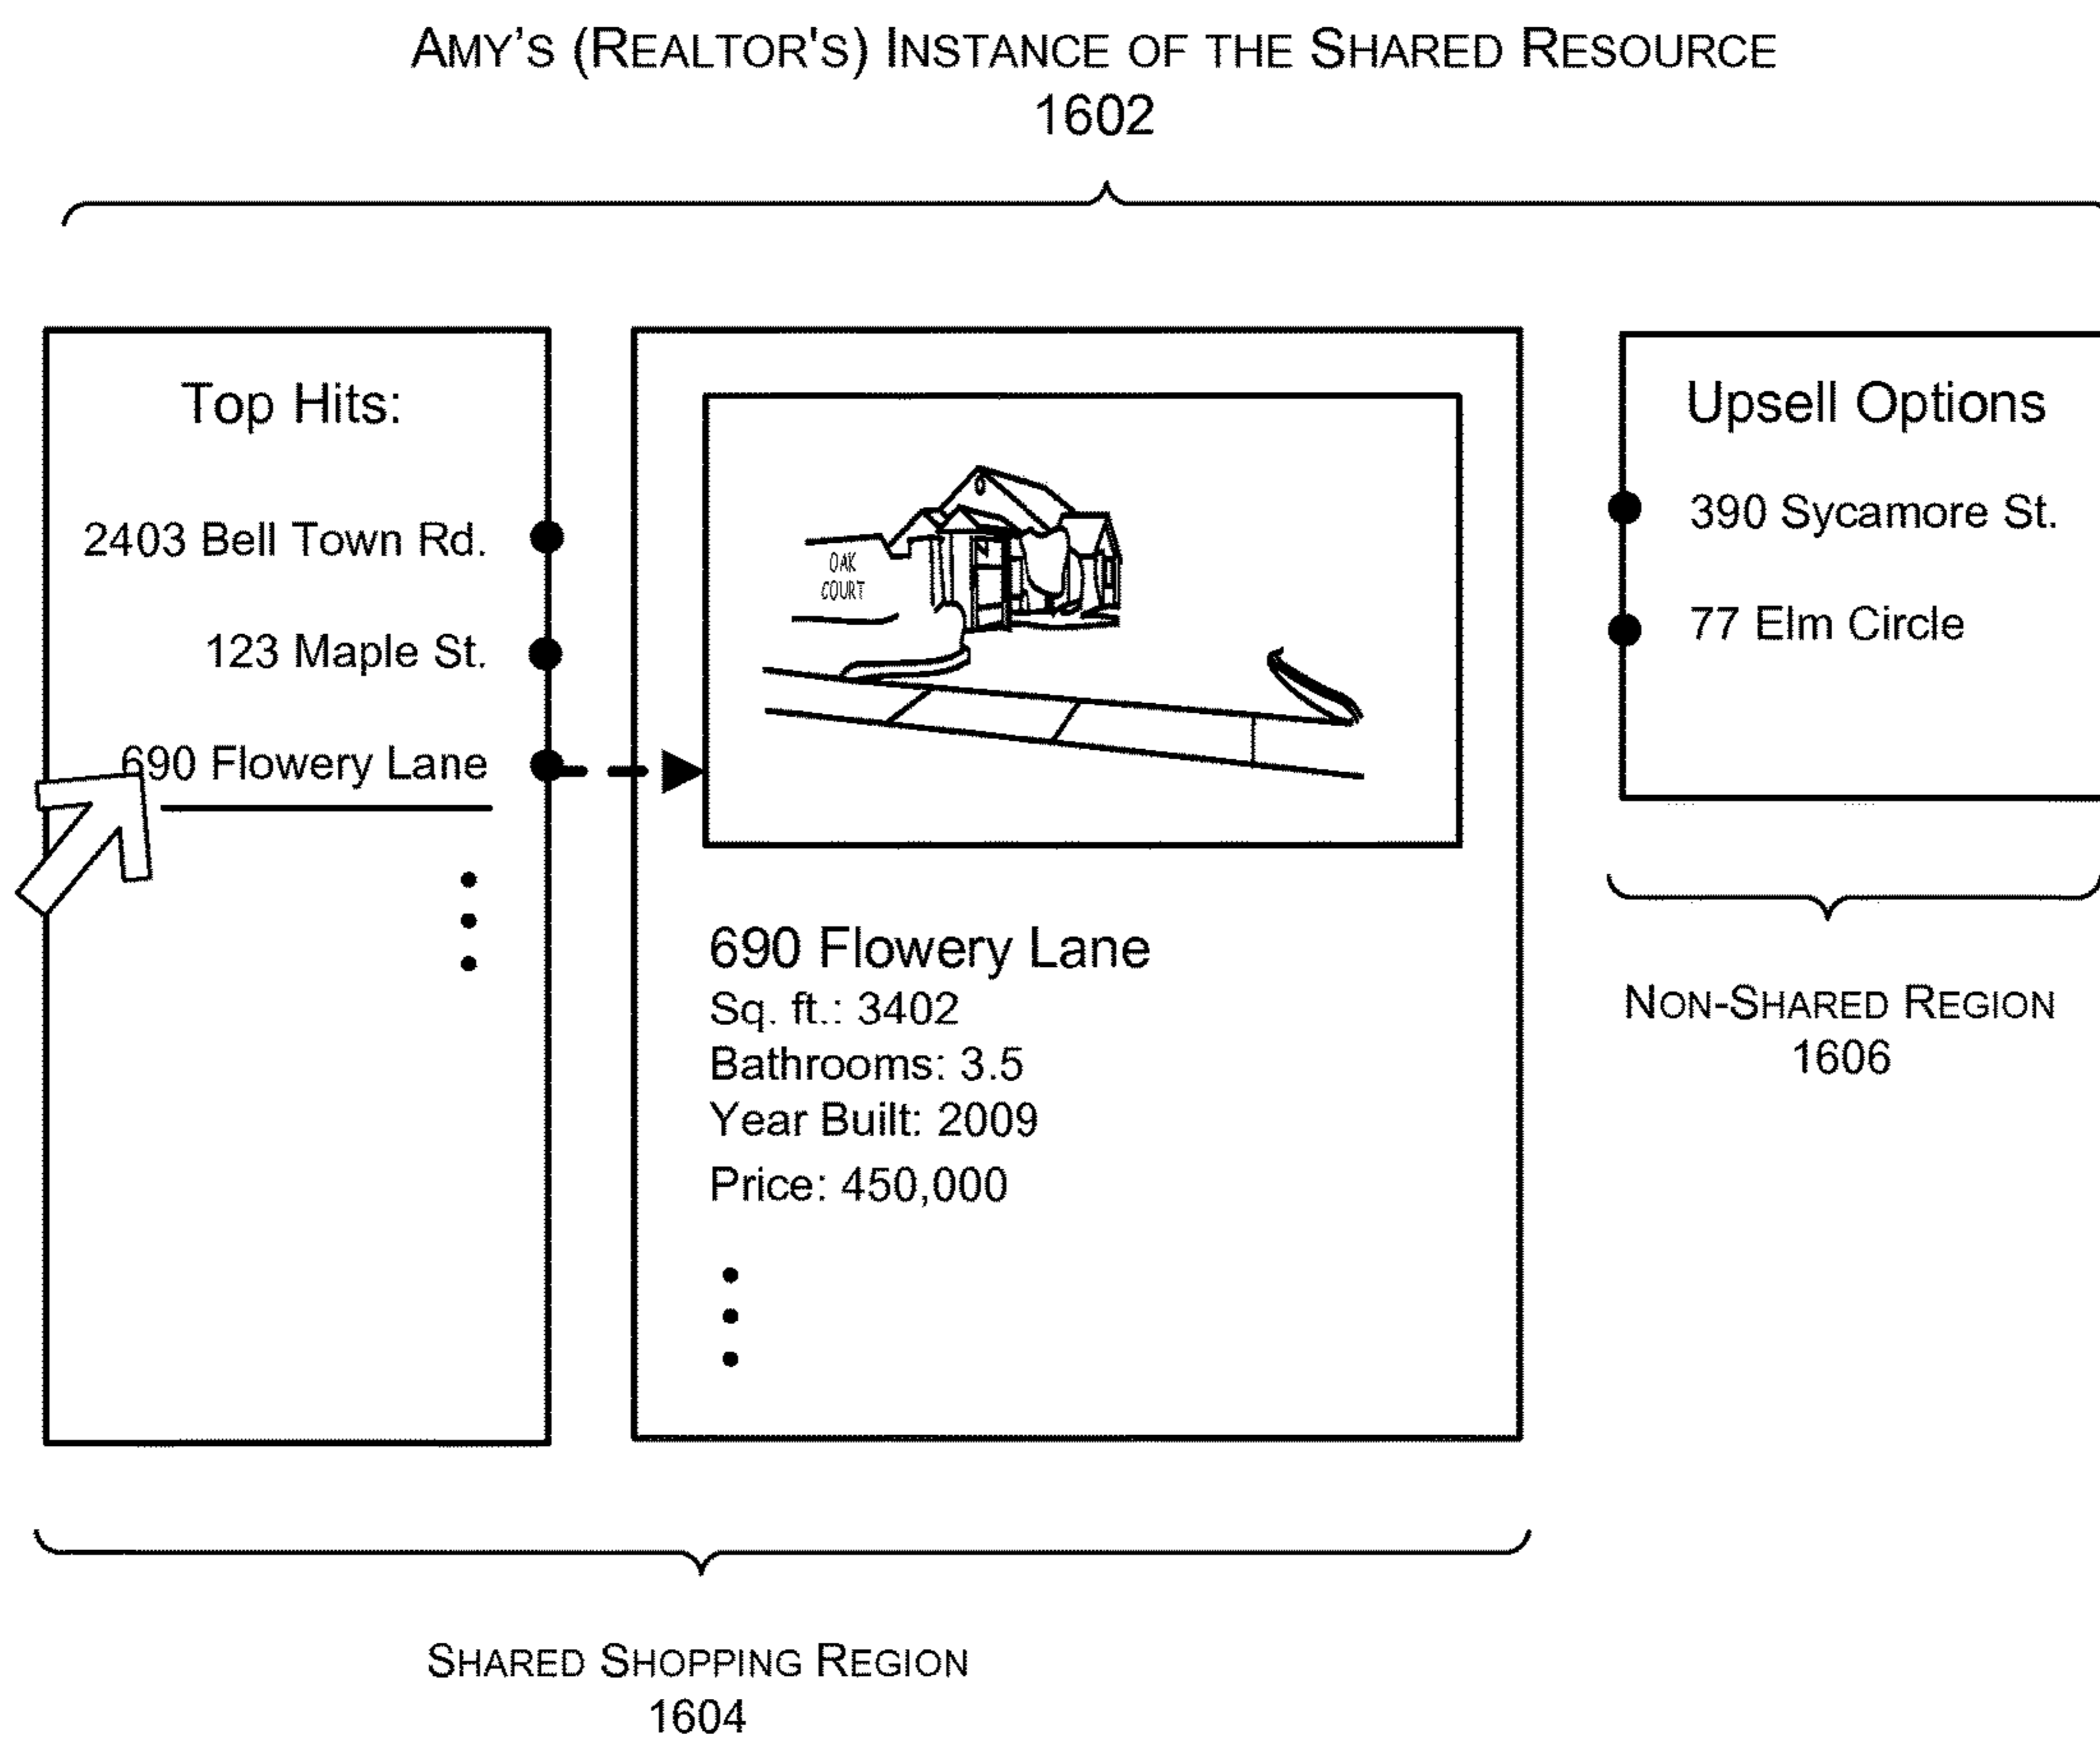 AMY'S (REALTOR'S) INSTANCE OF THE SHARED RESOURCE
1602
Top Hits:
2403 Bell Town Rd.
123 Maple St.
690 Flowery Lane
OAK
COURT
690 Flowery Lane
Sq. ft.: 3402
Bathrooms: 3.5
Year Built: 2009
Price: 450,000
Upsell Options
390 Sycamore St.
77 Elm Circle
NON-SHARED REGION
1606
SHARED SHOPPING REGION
1604